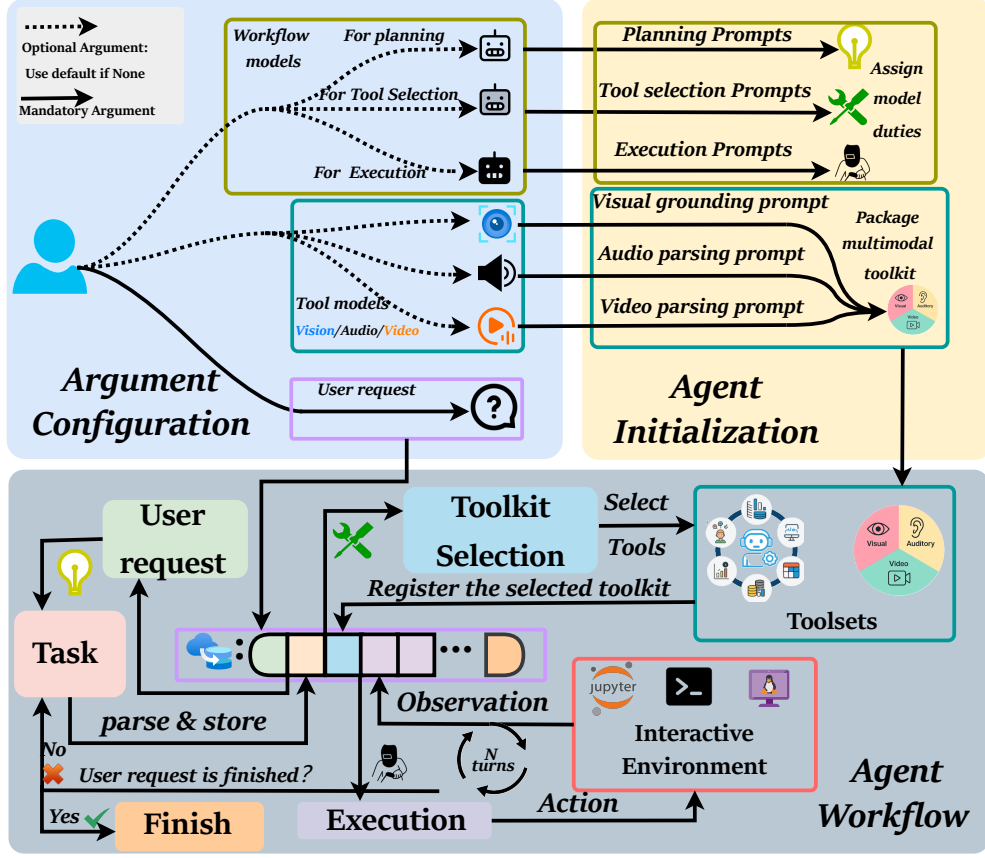 Optional Argument:
Use default if None
Mandatory Argument
Workflow
models
For planning
For Tool Selection
For Execution
Tool models
Vision/Audio/Video
User request
Argument
Configuration
Planning Prompts
Tool selection Prompts
Execution Prompts
Assign
model
duties
Visual grounding prompt
Audio parsing prompt
Video parsing prompt
Package
multimodal
toolkit
Visual
Auditory
Video
Agent
Initialization
User
request
Toolkit
Selection
Select
Tools
Register the selected toolkit
Visual
Auditory
Video
Toolsets
Task
:
...
parse & store
Observation
jupyter
>_
Interactive
Environment
N
turns
No
User request is finished?
Yes
Finish
Execution
Action
Agent
Workflow